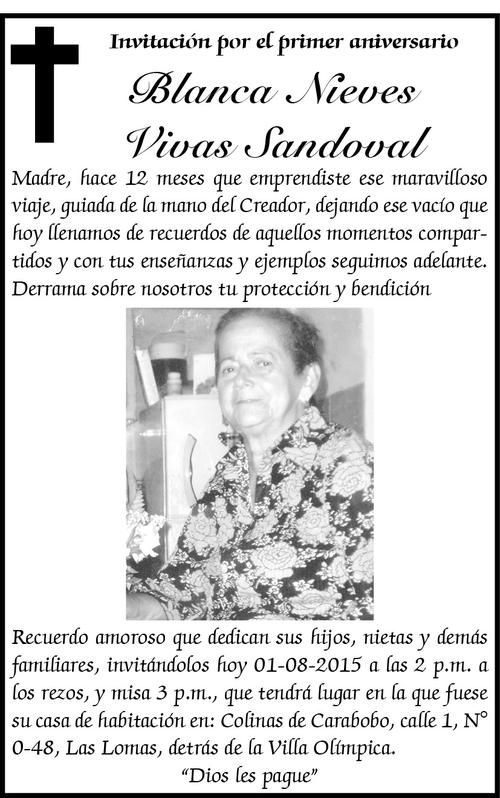 Invitación por el primer aniversario
Blanca Nieves
Vivas Sandoval
Madre, hace 12 meses que emprendiste ese maravilloso
viaje, guiada de la mano del Creador, dejando ese vacío que
hoy llenamos de recuerdos de aquellos momentos compar-
tidos y con tus enseñanzas y ejemplos seguimos adelante.
Derrama sobre nosotros tu protección y bendición
Recuerdo amoroso que dedican sus hijos, nietas y demás
familiares, invitándolos hoy 01-08-2015 a las 2 p.m. a
los rezos, y misa 3 p.m., que tendrá lugar en la que fuese
su casa de habitación en: Colinas de Carabobo, calle 1, N°
0-48, Las Lomas, detrás de la Villa Olímpica.
“Dios les pague”